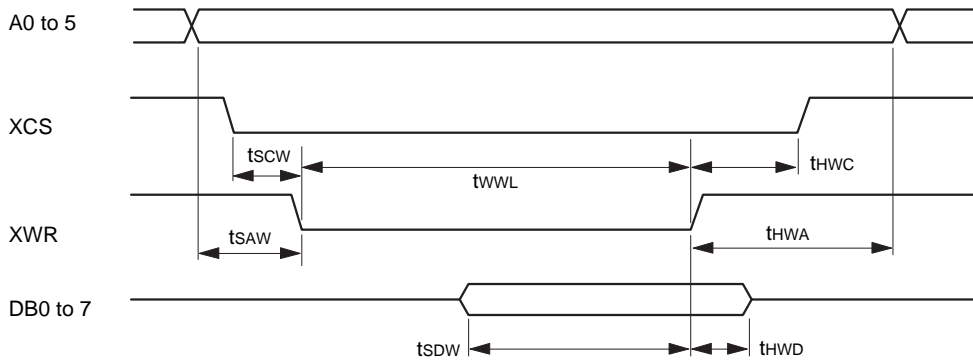 A0 to 5
XCS
tSCW
tWWL
tHWC
XWR
tSAW
tHWA
DB0 to 7
tSDW
tHWD